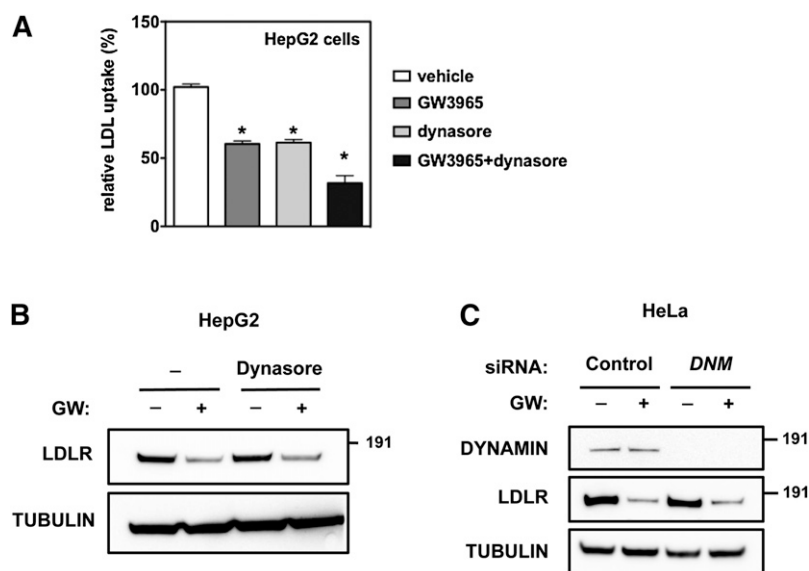 A
relative LDL uptake (%)
150
100
50
0
HepG2 cells
*
*
*
vehicle
GW3965
dynasore
GW3965+dynasore
B
HepG2
– Dynasore
GW: – + – +
LDLR
191
TUBULIN
C
HeLa
siRNA: Control DNM
GW: – + – +
DYNAMIN
191
LDLR
191
TUBULIN